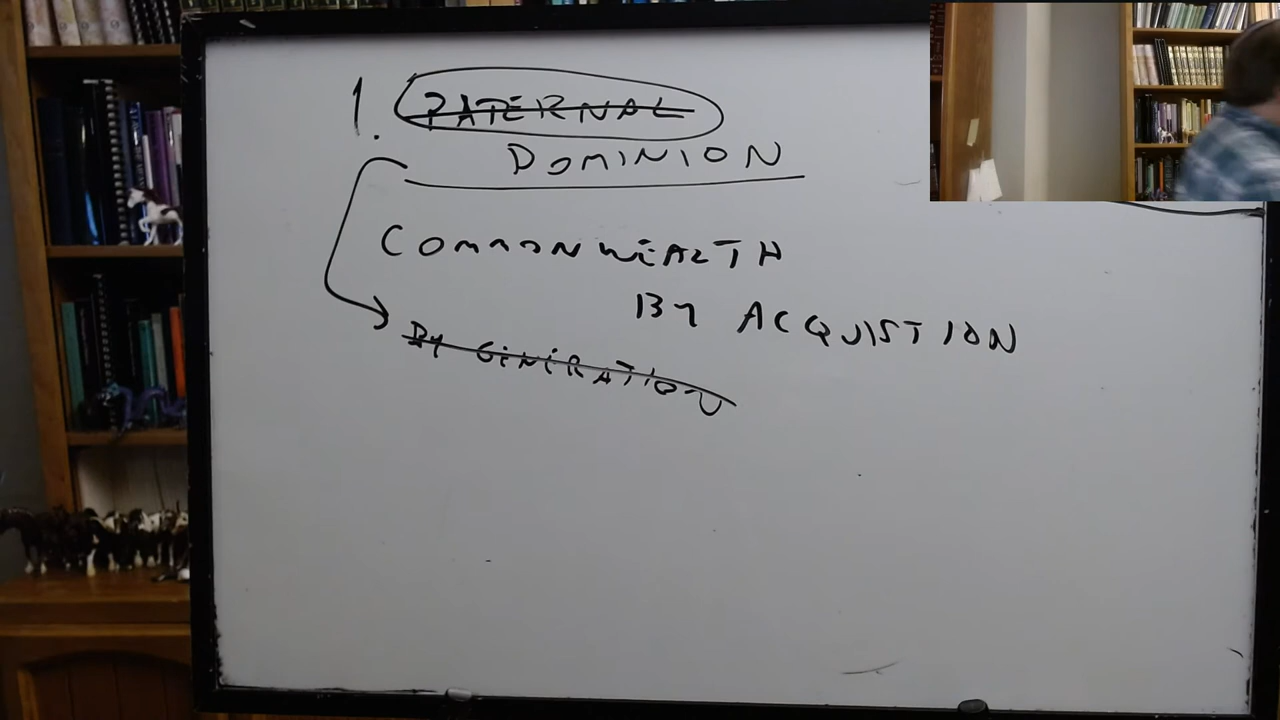 1. PATERNAL
DOMINION
COMMONWEALTH
BY ACQUISTION
BY GENERATION